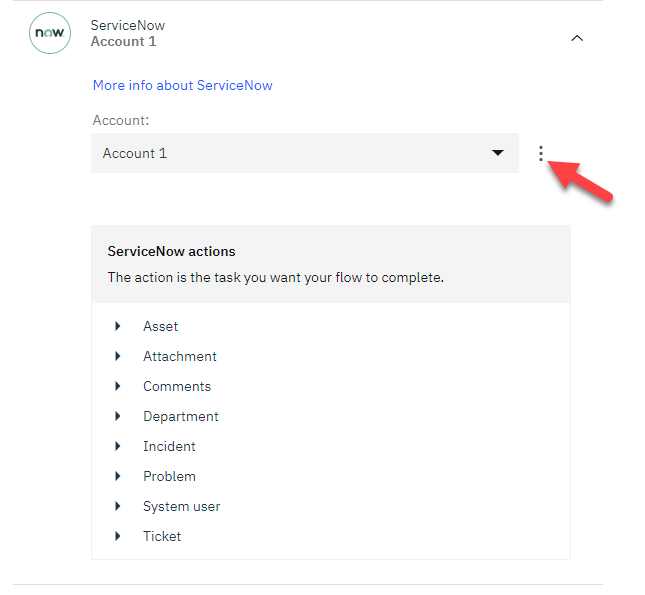 now
ServiceNow
Account 1
More info about ServiceNow
Account:
Account 1
ServiceNow actions
The action is the task you want your flow to complete.
Asset
Attachment
Comments
Department
Incident
Problem
System user
Ticket